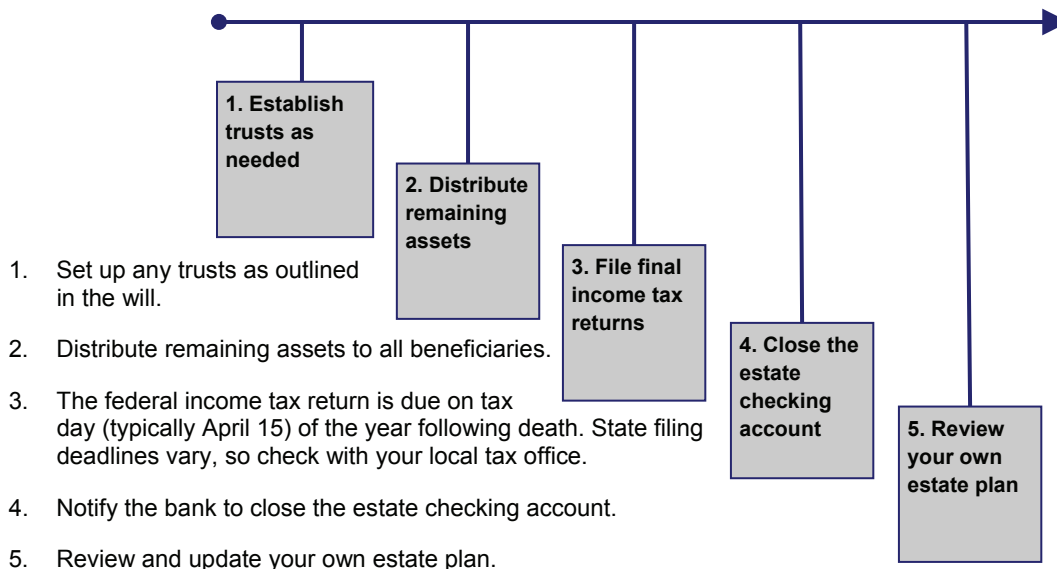 1. Establish
trusts as
needed
2. Distribute
remaining
assets
3. File final
income tax
returns
4. Close the
estate
checking
account
5. Review
your own
estate plan
1. Set up any trusts as outlined
in the will.
2. Distribute remaining assets to all beneficiaries.
3. The federal income tax return is due on tax
day (typically April 15) of the year following death. State filing
deadlines vary, so check with your local tax office.
4. Notify the bank to close the estate checking account.
5. Review and update your own estate plan.